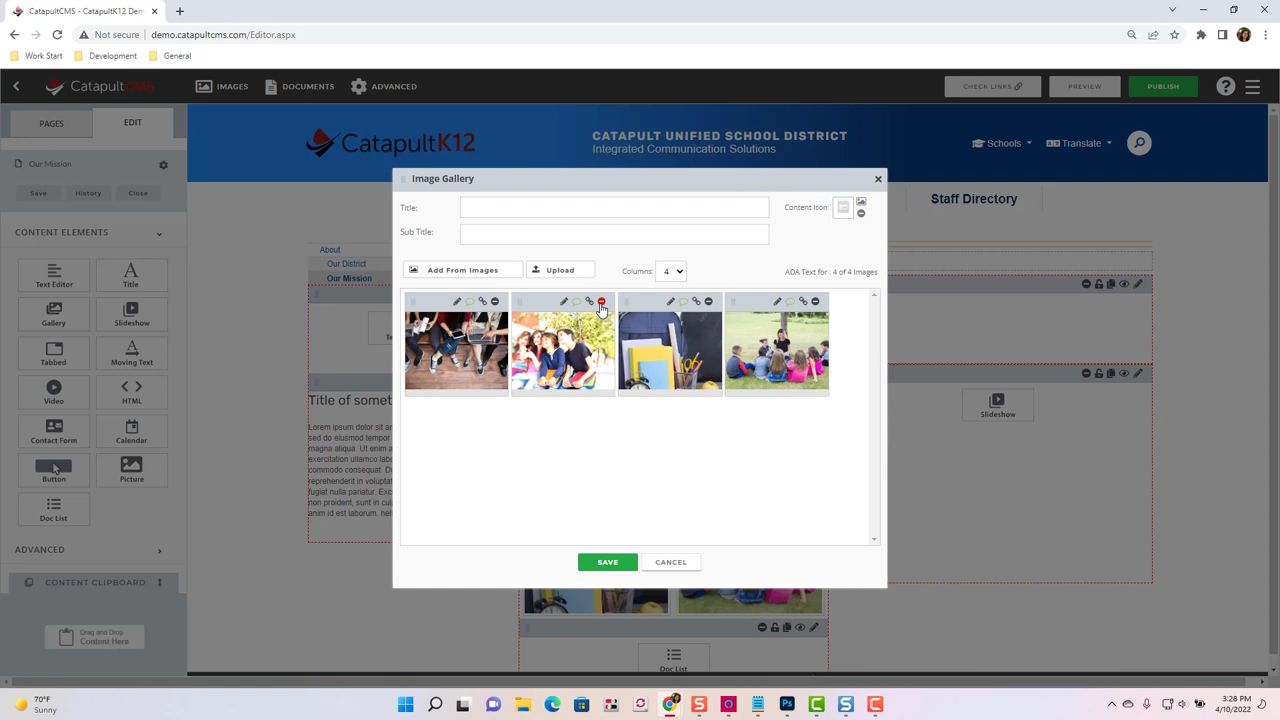 CatapultCMS - CatapultK12 Dem
Not secure
demo.catapultcms.com/Editor.aspx
Work Start
Development
General
CatapultCMS
IMAGES
DOCUMENTS
ADVANCED
CHECK LINKS
PREVIEW
PUBLISH
PAGES
EDIT
Our Mission
Save
History
Close
CONTENT ELEMENTS
Text Editor
Title
Gallery
Slideshow
Tabbed
Moving Text
Video
HTML
Contact Form
Calendar
Button
Picture
Doc List
ADVANCED
CONTENT CLIPBOARD
Drag and Drop
Content Here
CatapultK12
CATAPULT UNIFIED SCHOOL DISTRICT
Integrated Communication Solutions
Schools
Translate
Staff Directory
About
Our District
Our Mission
Title of somet
Lorem ipsum dolor sit am
sed do eiusmod tempor
magna aliqua. Ut enim a
exercitation ullamco labo
commodo consequat. Du
reprehenderit in volupta
fugiat nulla pariatur. Exc
non proident, sunt in culp
mollit anim id est laborum. he
Image Gallery
Title:
Content Icon:
Sub Title:
Add From Images
Upload
Columns:
4
ADA Text for : 4 of 4 Images
SAVE
CANCEL
Slideshow
Doc List
70°F
Sunny
3:28 PM
4/10/2022